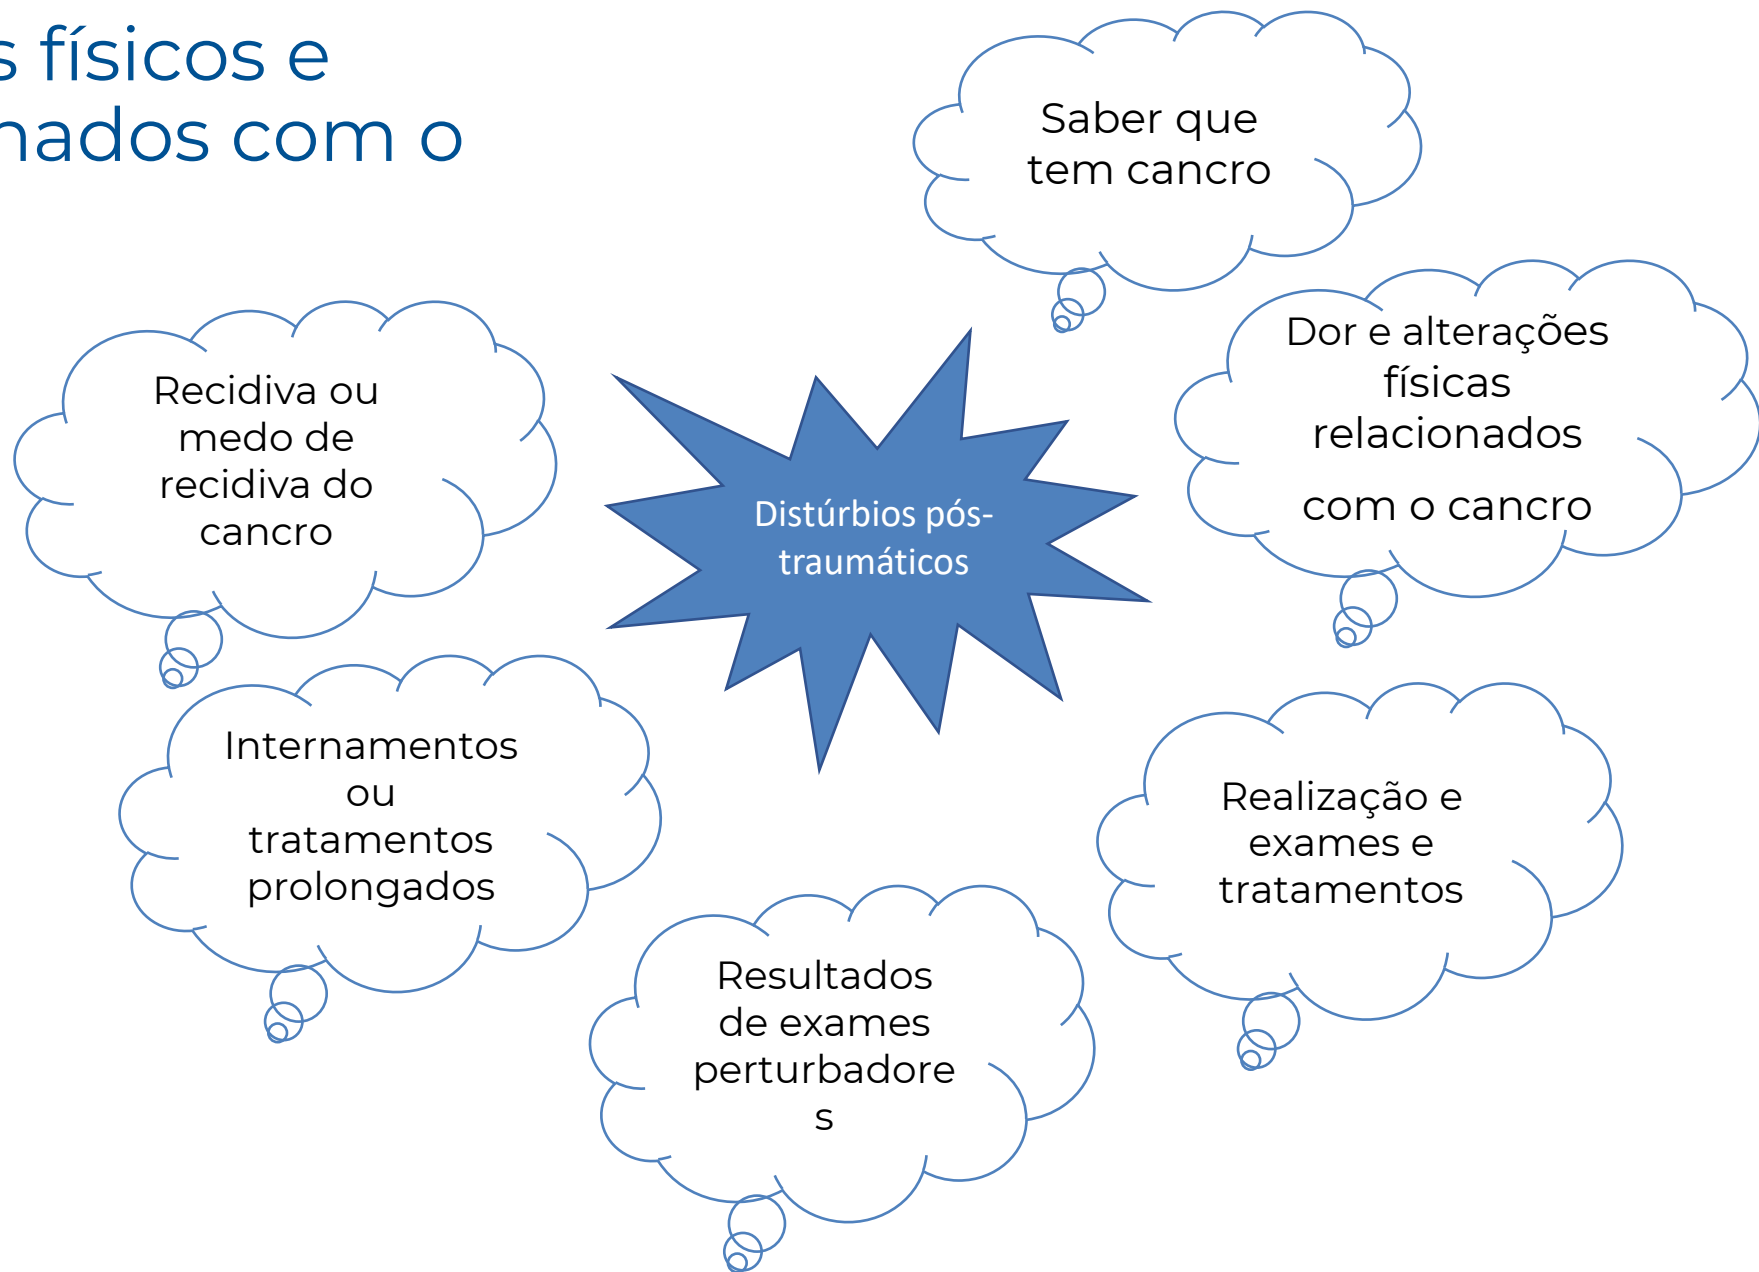 s físicos e
nados com o
Saber que
tem cancro
Dor e alterações
físicas
relacionados
com o cancro
Recidiva ou
medo de
recidiva do
cancro
Distúrbios pós-
traumáticos
Internamentos
ou
tratamentos
prolongados
Realização e
exames e
tratamentos
Resultados
de exames
perturbadore
s